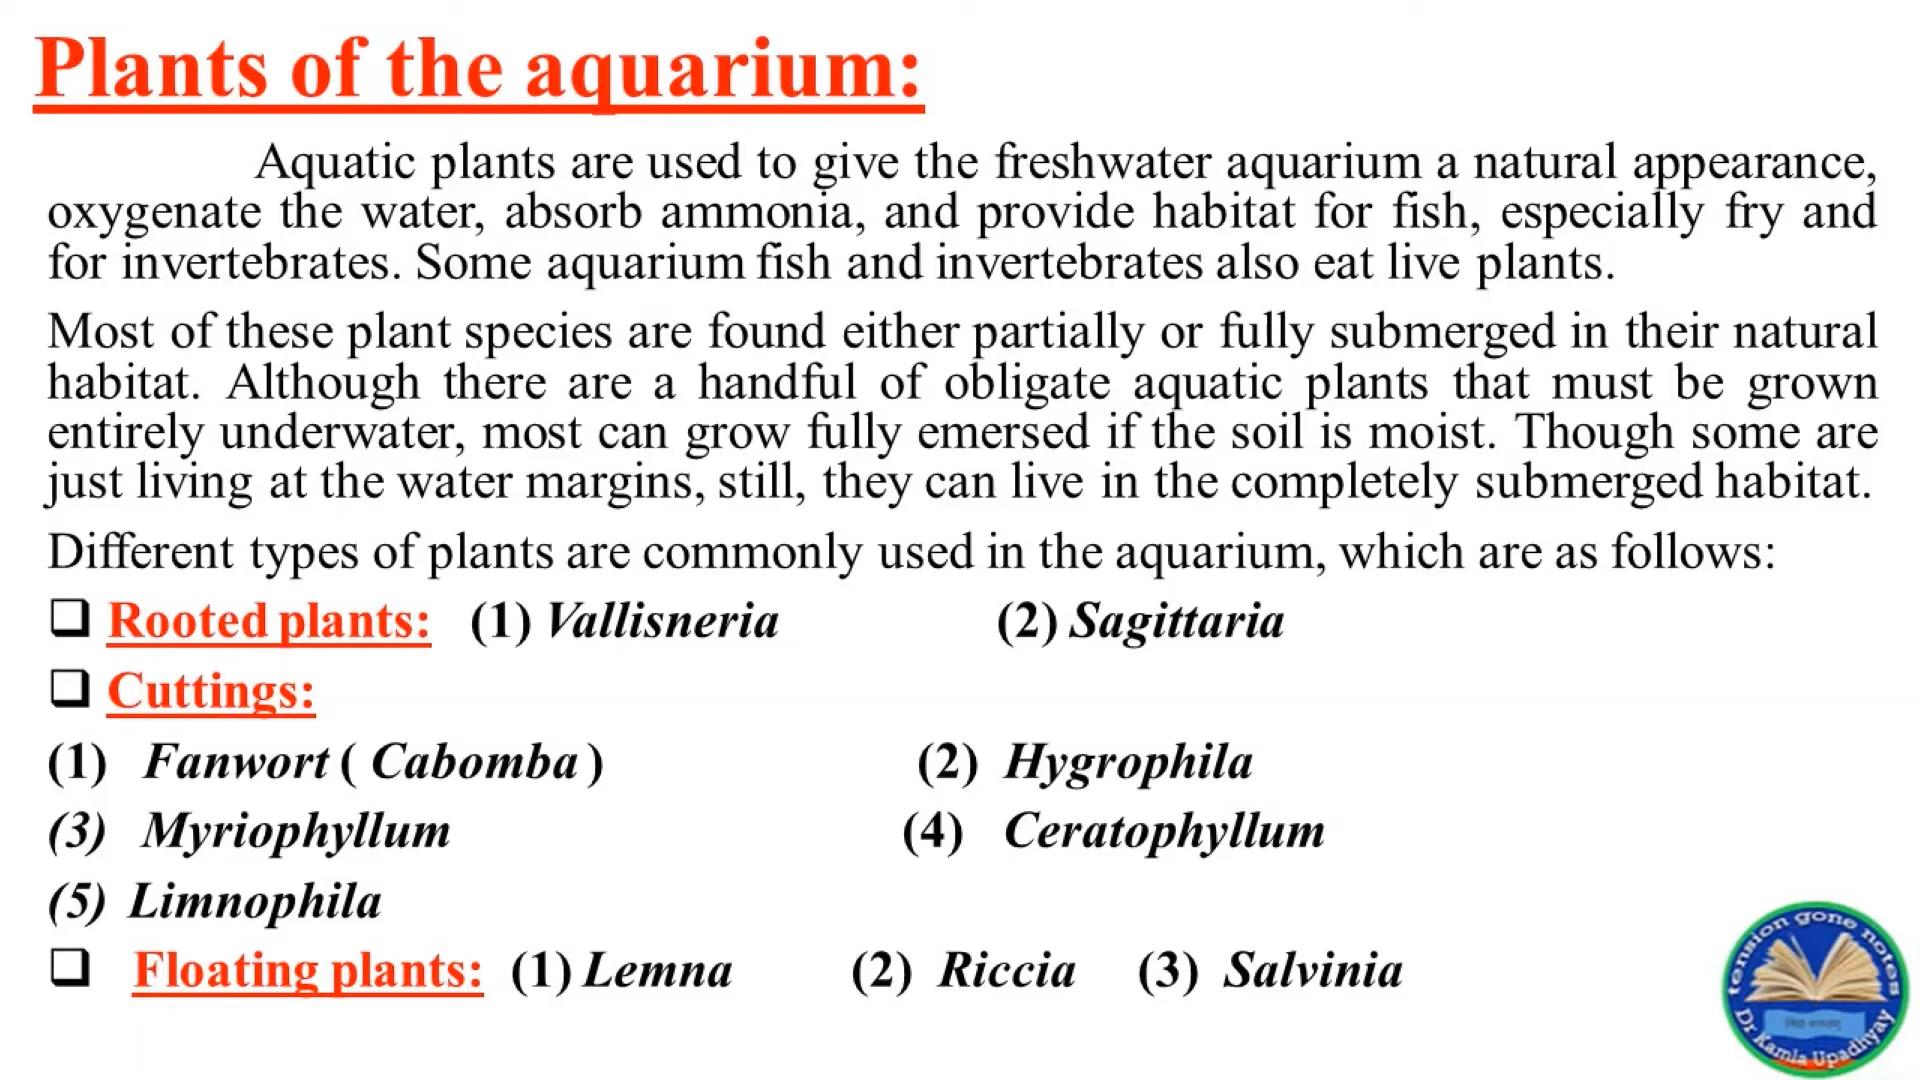 Plants of the aquarium:
Aquatic plants are used to give the freshwater aquarium a natural appearance,
oxygenate the water, absorb ammonia, and provide habitat for fish, especially fry and
for invertebrates. Some aquarium fish and invertebrates also eat live plants.
Most of these plant species are found either partially or fully submerged in their natural
habitat. Although there are a handful of obligate aquatic plants that must be grown
entirely underwater, most can grow fully emersed if the soil is moist. Though some are
just living at the water margins, still, they can live in the completely submerged habitat.
Different types of plants are commonly used in the aquarium, which are as follows:
❑ Rooted plants: (1) Vallisneria (2) Sagittaria
❑ Cuttings:
(1) Fanwort ( Cabomba ) (2) Hygrophila
(3) Myriophyllum (4) Ceratophyllum
(5) Limnophila
❑ Floating plants: (1) Lemna (2) Riccia (3) Salvinia
tension gone notes
Dr Kamla Upadhyay